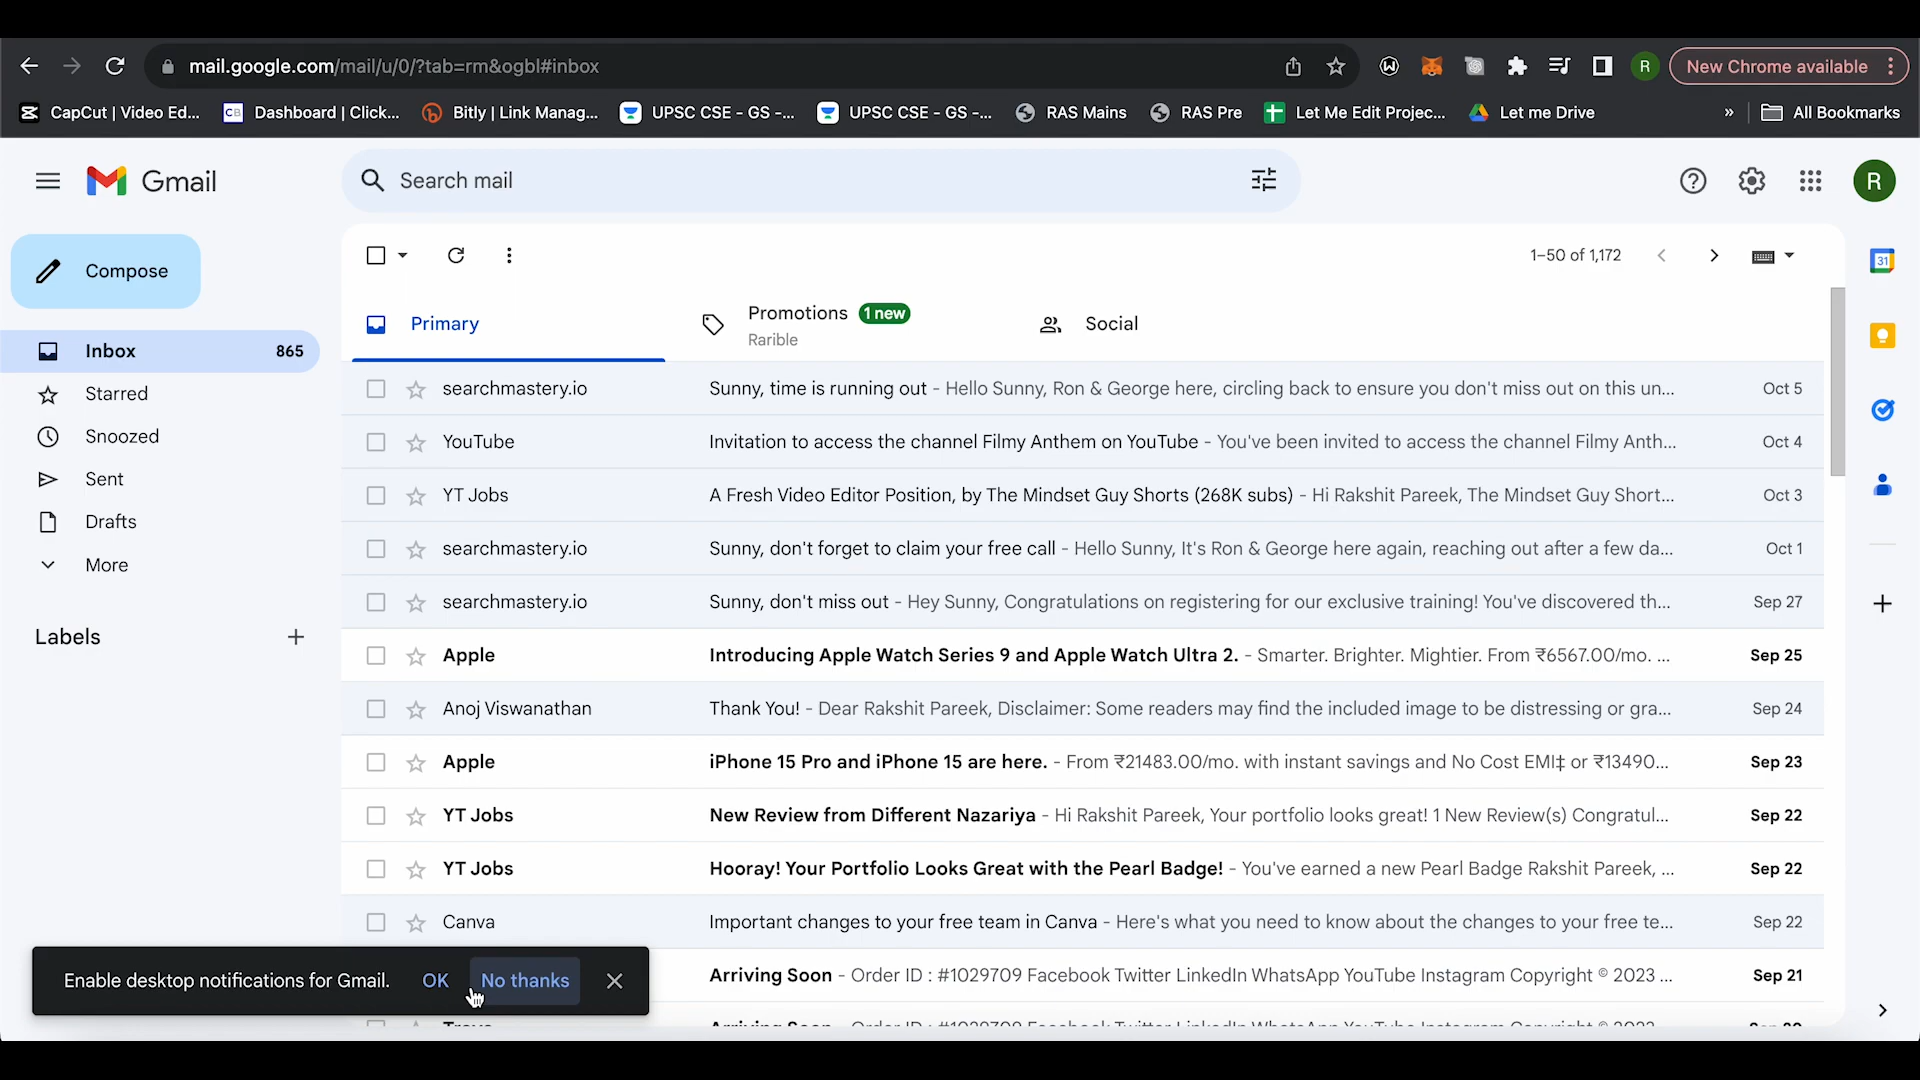 mail.google.com/mail/u/0/?tab=rm&ogbl#inbox
R
New Chrome available
CapCut | Video Ed...
CB Dashboard | Click...
Bitly | Link Manag...
UPSC CSE - GS -...
UPSC CSE - GS -...
RAS Mains
RAS Pre
Let Me Edit Projec...
Let me Drive
»
All Bookmarks
Gmail
Search mail
R
Compose
1–50 of 1,172
31
Primary
Promotions 1 new
Rarible
Social
Inbox 865
Starred
Snoozed
Sent
Drafts
More
Labels
searchmastery.io Sunny, time is running out - Hello Sunny, Ron & George here, circling back to ensure you don't miss out on this un... Oct 5
YouTube Invitation to access the channel Filmy Anthem on YouTube - You've been invited to access the channel Filmy Anth... Oct 4
YT Jobs A Fresh Video Editor Position, by The Mindset Guy Shorts (268K subs) - Hi Rakshit Pareek, The Mindset Guy Short... Oct 3
searchmastery.io Sunny, don't forget to claim your free call - Hello Sunny, It's Ron & George here again, reaching out after a few da... Oct 1
searchmastery.io Sunny, don't miss out - Hey Sunny, Congratulations on registering for our exclusive training! You've discovered th... Sep 27
Apple Introducing Apple Watch Series 9 and Apple Watch Ultra 2. - Smarter. Brighter. Mightier. From ₹6567.00/mo. ... Sep 25
Anoj Viswanathan Thank You! - Dear Rakshit Pareek, Disclaimer: Some readers may find the included image to be distressing or gra... Sep 24
Apple iPhone 15 Pro and iPhone 15 are here. - From ₹21483.00/mo. with instant savings and No Cost EMI‡ or ₹13490... Sep 23
YT Jobs New Review from Different Nazariya - Hi Rakshit Pareek, Your portfolio looks great! 1 New Review(s) Congratul... Sep 22
YT Jobs Hooray! Your Portfolio Looks Great with the Pearl Badge! - You've earned a new Pearl Badge Rakshit Pareek, ... Sep 22
Canva Important changes to your free team in Canva - Here's what you need to know about the changes to your free te... Sep 22
Arriving Soon - Order ID : #1029709 Facebook Twitter LinkedIn WhatsApp YouTube Instagram Copyright © 2023 ... Sep 21
Enable desktop notifications for Gmail. OK No thanks